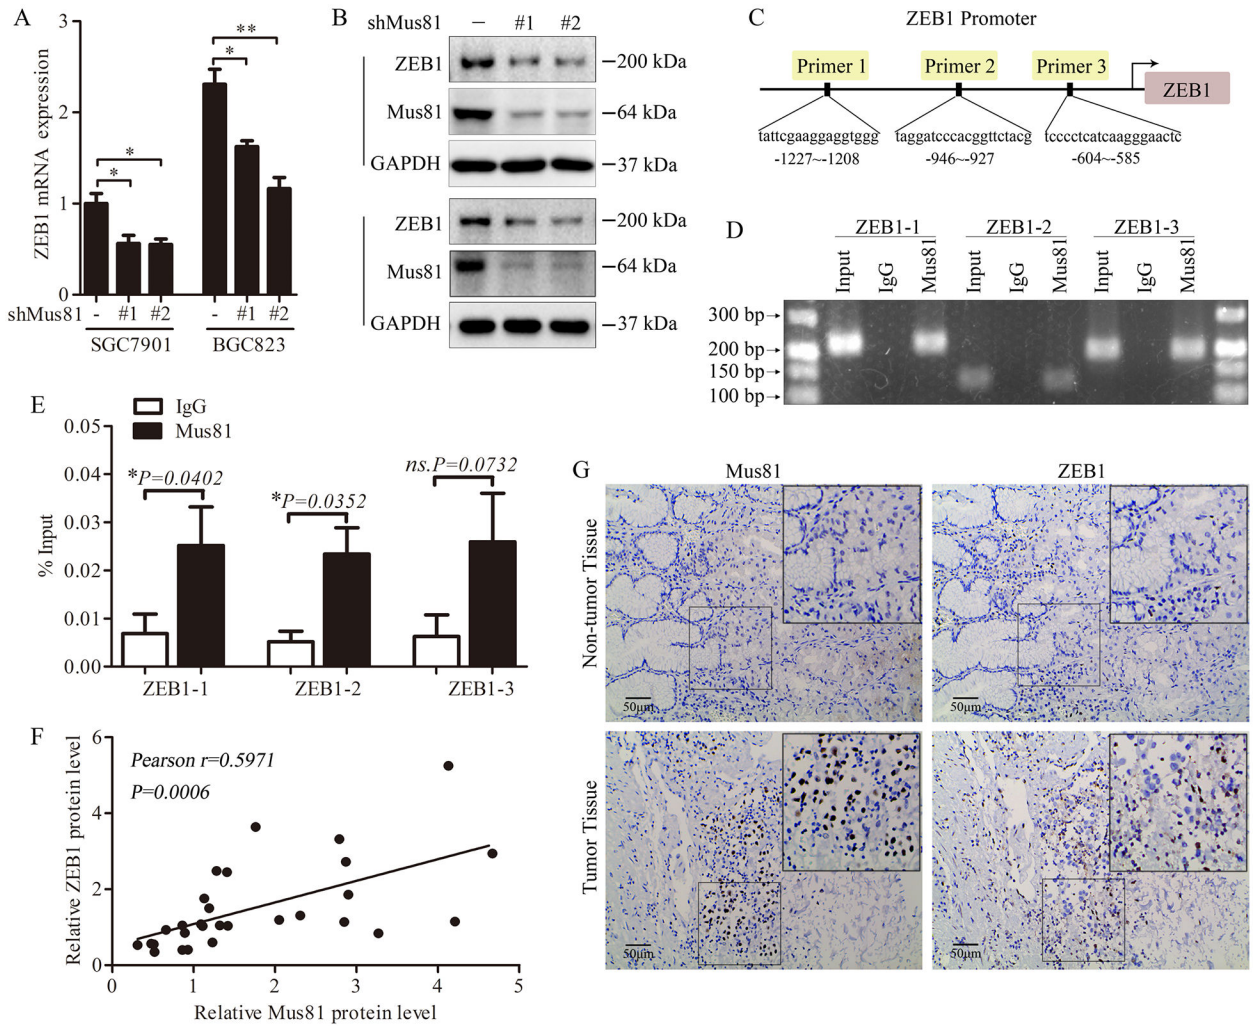 A
ZEB1 mRNA expression
3
2
1
0
*
*
*
**
shMus81 - #1 #2 - #1 #2
SGC7901 BGC823
B
shMus81 – #1 #2
ZEB1 –200 kDa
Mus81 –64 kDa
GAPDH –37 kDa
ZEB1 –200 kDa
Mus81 –64 kDa
GAPDH –37 kDa
C
ZEB1 Promoter
Primer 1 Primer 2 Primer 3
ZEB1
tattcgaaggaggtggg taggatcccacggttctacg tcccctcatcaagggaactc
-1227~-1208 -946~-927 -604~-585
D
ZEB1-1 ZEB1-2 ZEB1-3
Input IgG Mus81 Input IgG Mus81 Input IgG Mus81
300 bp→
200 bp→
150 bp→
100 bp→
E
IgG
Mus81
% Input
0.05
0.04
0.03
0.02
0.01
0.00
*P=0.0402
*P=0.0352
ns.P=0.0732
ZEB1-1 ZEB1-2 ZEB1-3
F
Relative ZEB1 protein level
6
4
2
0
Pearson r=0.5971
P=0.0006
0 1 2 3 4 5
Relative Mus81 protein level
G
Mus81 ZEB1
Non-tumor Tissue
50μm 50μm
Tumor Tissue
50μm 50μm